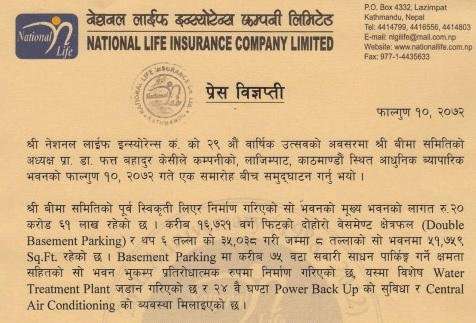 नेशनल लाईफ इन्स्योरेन्स कम्पनी लिमिटेड
National Life
NATIONAL LIFE INSURANCE COMPANY LIMITED
P.O. Box 4332, Lazimpat
Kathmandu, Nepal
Tel: 4414799, 4416556, 4414803
E-mail: nlgilife@mail.com.np
Website: www.nationallife.com.np
Fax: 977-1-4435633
NATIONAL LIFE INSURANCE CO. LTD.
KATHMANDU
प्रेस विज्ञप्ती
फाल्गुण १०, २०७२
श्री नेशनल लाईफ इन्स्योरेन्स कं. को २९ औं वार्षिक उत्सवको अवसरमा श्री बीमा समितिको
अध्यक्ष प्रा. डा. फत्त बहादुर केसीले कम्पनीको, लाजिम्पाट, काठमाण्डौं स्थित आधुनिक ब्यापारिक
भवनको फाल्गुण १०, २०७२ गते एक समारोह बीच समुद्घाटन गर्नु भयो ।
श्री बीमा समितिको पूर्व स्विकृती लिएर निर्माण गरिएको सो भवनको मुख्य भवनको लागत रु.२०
करोड ६१ लाख रहेको छ । करीब १६,७२१ वर्ग फिटको दोहोरो वेसमेण्ट क्षेत्रफल (Double
Basement Parking) र थप ६ तल्ला को ३५,०३८ गरी जम्मा ८ तल्लाको सो भवनमा ५१,७५९
Sq.Ft. रहेको छ । Basement Parking मा करीब ७५ वटा सवारी साधन पार्किङ्ग गर्ने क्षमता
सहितको सो भवन भुकम्प प्रतिरोधात्मक रुपमा निर्माण गरिएको छ, यस्मा विशेष Water
Treatment Plant जडान गरिएको छ र २४ सै घण्टा Power Back Up को सुविधा र Central
Air Conditioning को ब्यवस्था मिलाइएको छ ।